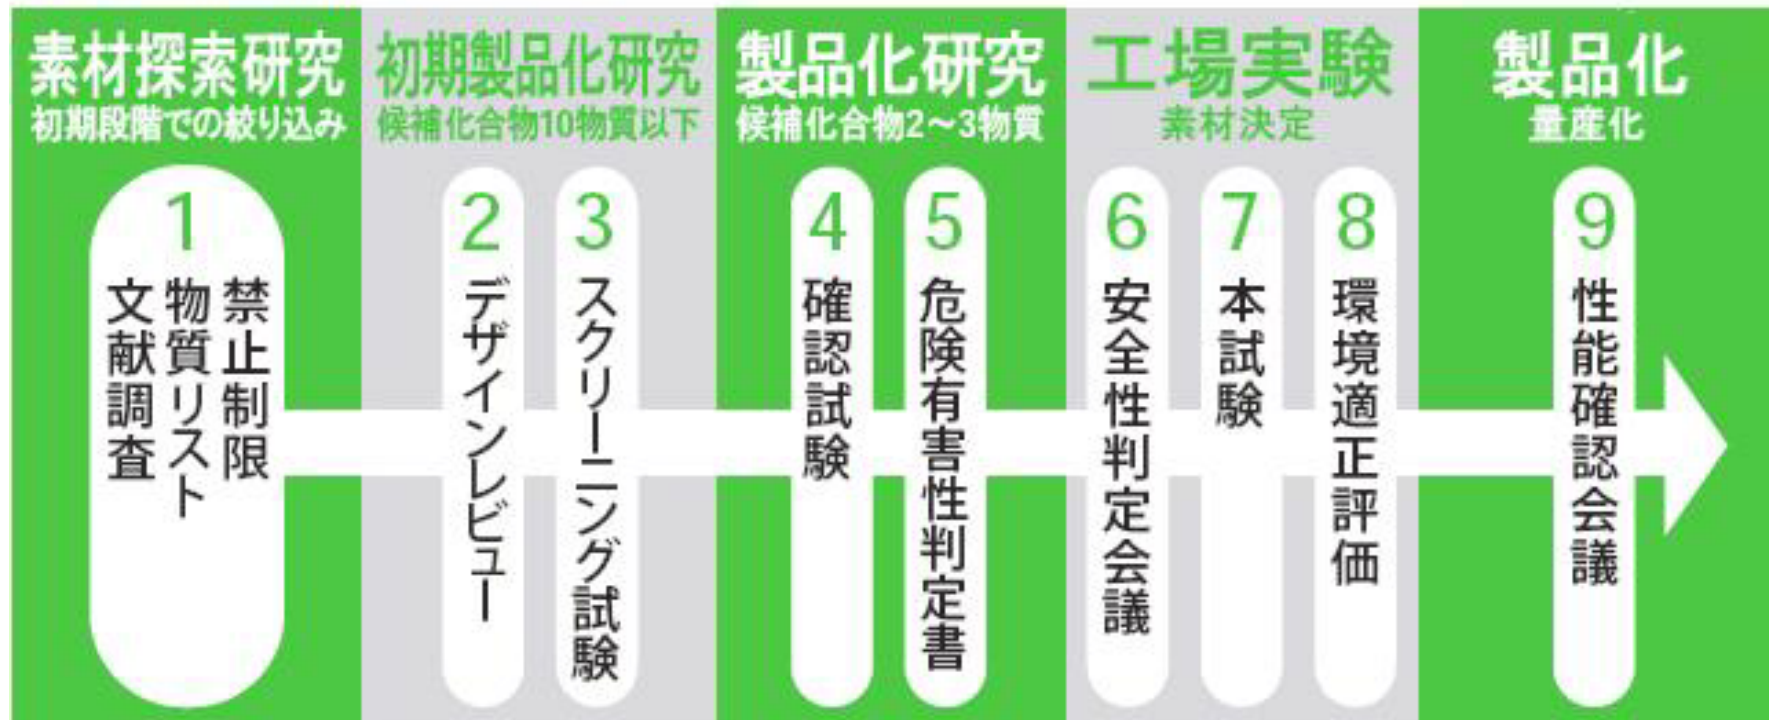 素材探索研究
初期段階での絞り込み
1
禁止制限
物質リスト
文献調査
初期製品化研究
候補化合物10物質以下
2
デザインレビュー
3
スクリーニング試験
製品化研究
候補化合物2〜3物質
4
確認試験
5
危険有害性判定書
工場実験
素材決定
6
安全性判定会議
7
本試験
8
環境適正評価
製品化
量産化
9
性能確認会議